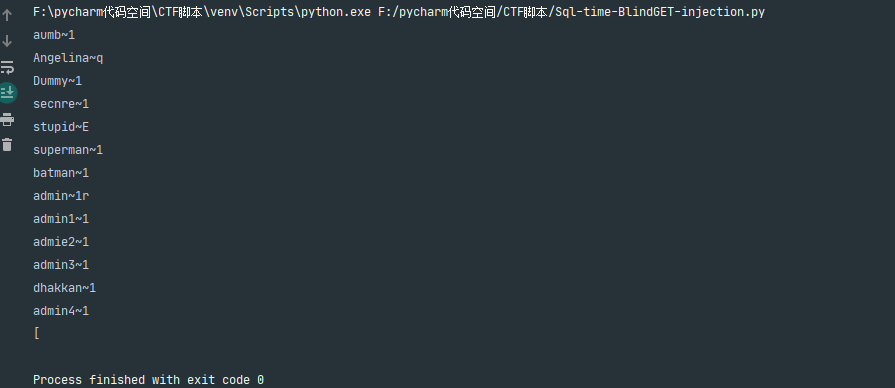 F:\pycharm代码空间\CTF脚本\venv\Scripts\python.exe F:/pycharm代码空间/CTF脚本/Sql-time-BlindGET-injection.py
aumb~1
Angelina~q
Dummy~1
secnre~1
stupid~E
superman~1
batman~1
admin~1r
admin1~1
admie2~1
admin3~1
dhakkan~1
admin4~1
[
Process finished with exit code 0